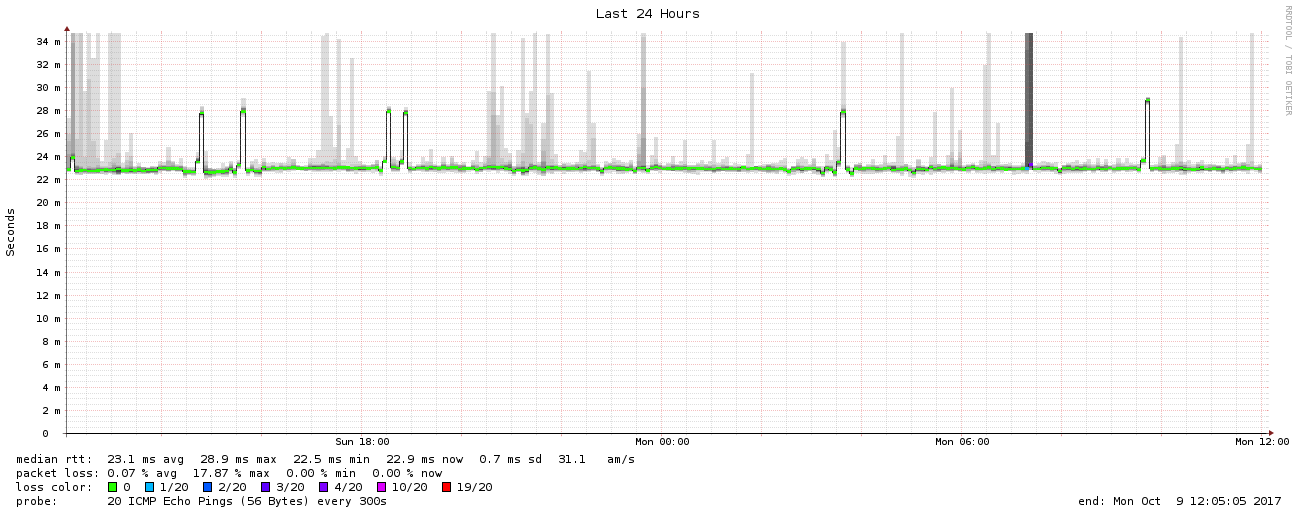 Last 24 Hours
RRDTOOL / TOBI OETIKER
Seconds
34 m
32 m
30 m
28 m
26 m
24 m
22 m
20 m
18 m
16 m
14 m
12 m
10 m
8 m
6 m
4 m
2 m
0
Sun 18:00 Mon 00:00 Mon 06:00 Mon 12:00
median rtt: 23.1 ms avg 28.9 ms max 22.5 ms min 22.9 ms now 0.7 ms sd 31.1 am/s
packet loss: 0.07 % avg 17.87 % max 0.00 % min 0.00 % now
loss color: 0 1/20 2/20 3/20 4/20 10/20 19/20
probe: 20 ICMP Echo Pings (56 Bytes) every 300s end: Mon Oct 9 12:05:05 2017